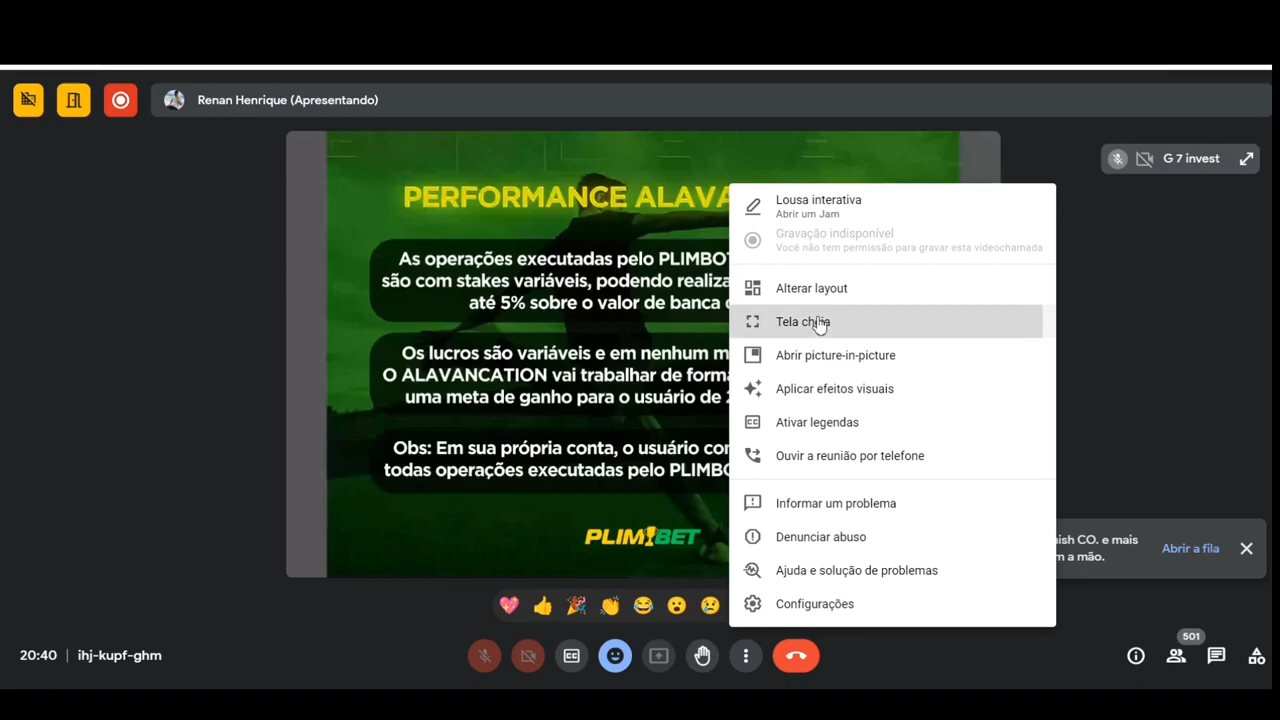 Renan Henrique (Apresentando)
G 7 invest
PERFORMANCE ALAVA
As operações executadas pelo PLIMBOT
são com stakes variáveis, podendo realiza
até 5% sobre o valor de banca
Os lucros são variáveis e em nenhum m
O ALAVANCATION vai trabalhar de forma
uma meta de ganho para o usuário de
Obs: Em sua própria conta, o usuário con
todas operações executadas pelo PLIMBO
PLIMBET
Lousa interativa
Abrir um Jam
Gravação indisponível
Você não tem permissão para gravar esta videochamada
Alterar layout
Tela cheia
Abrir picture-in-picture
Aplicar efeitos visuais
Ativar legendas
Ouvir a reunião por telefone
Informar um problema
Denunciar abuso
Ajuda e solução de problemas
Configurações
ish CO. e mais
m a mão.
Abrir a fila
20:40 | ihj-kupf-ghm
501